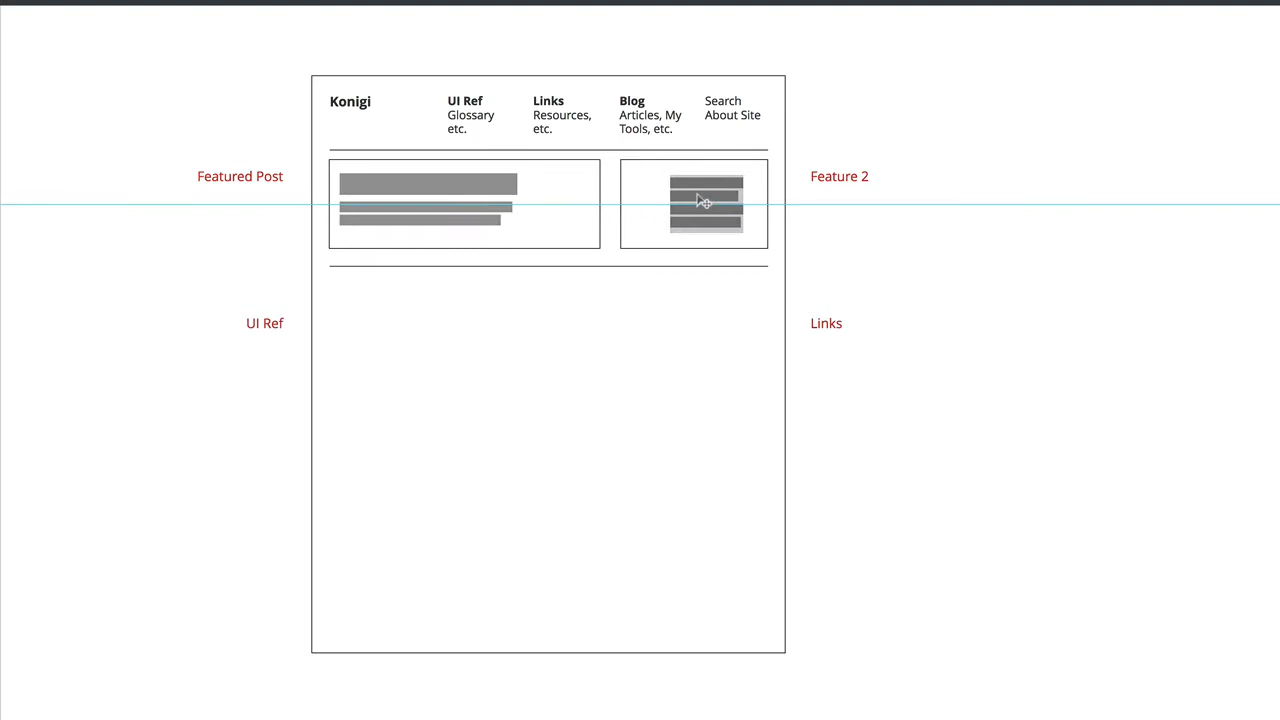 Konigi
UI Ref
Glossary
etc.
Links
Resources,
etc.
Blog
Articles, My
Tools, etc.
Search
About Site
Featured Post
Feature 2
UI Ref
Links